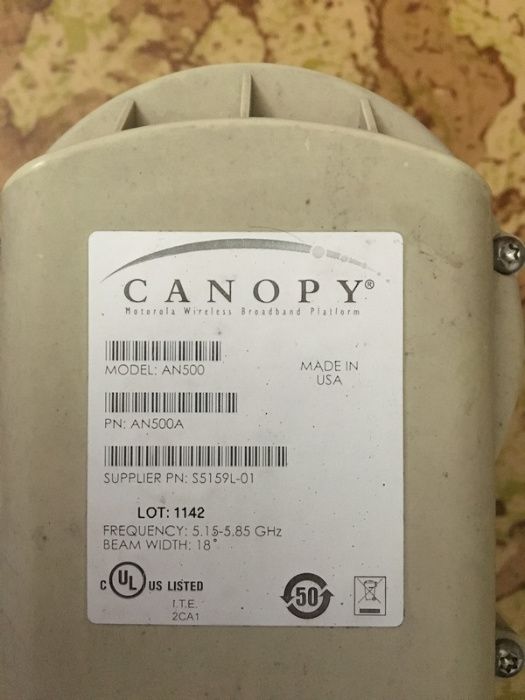 CANOPY®
Motorola Wireless Broadband Platform
MODEL: AN500
MADE IN
USA
PN: AN500A
SUPPLIER PN: S5159L-01
LOT: 1142
FREQUENCY: 5.15-5.85 GHz
BEAM WIDTH: 18°
C UL US LISTED
I.T.E.
2CA1
50